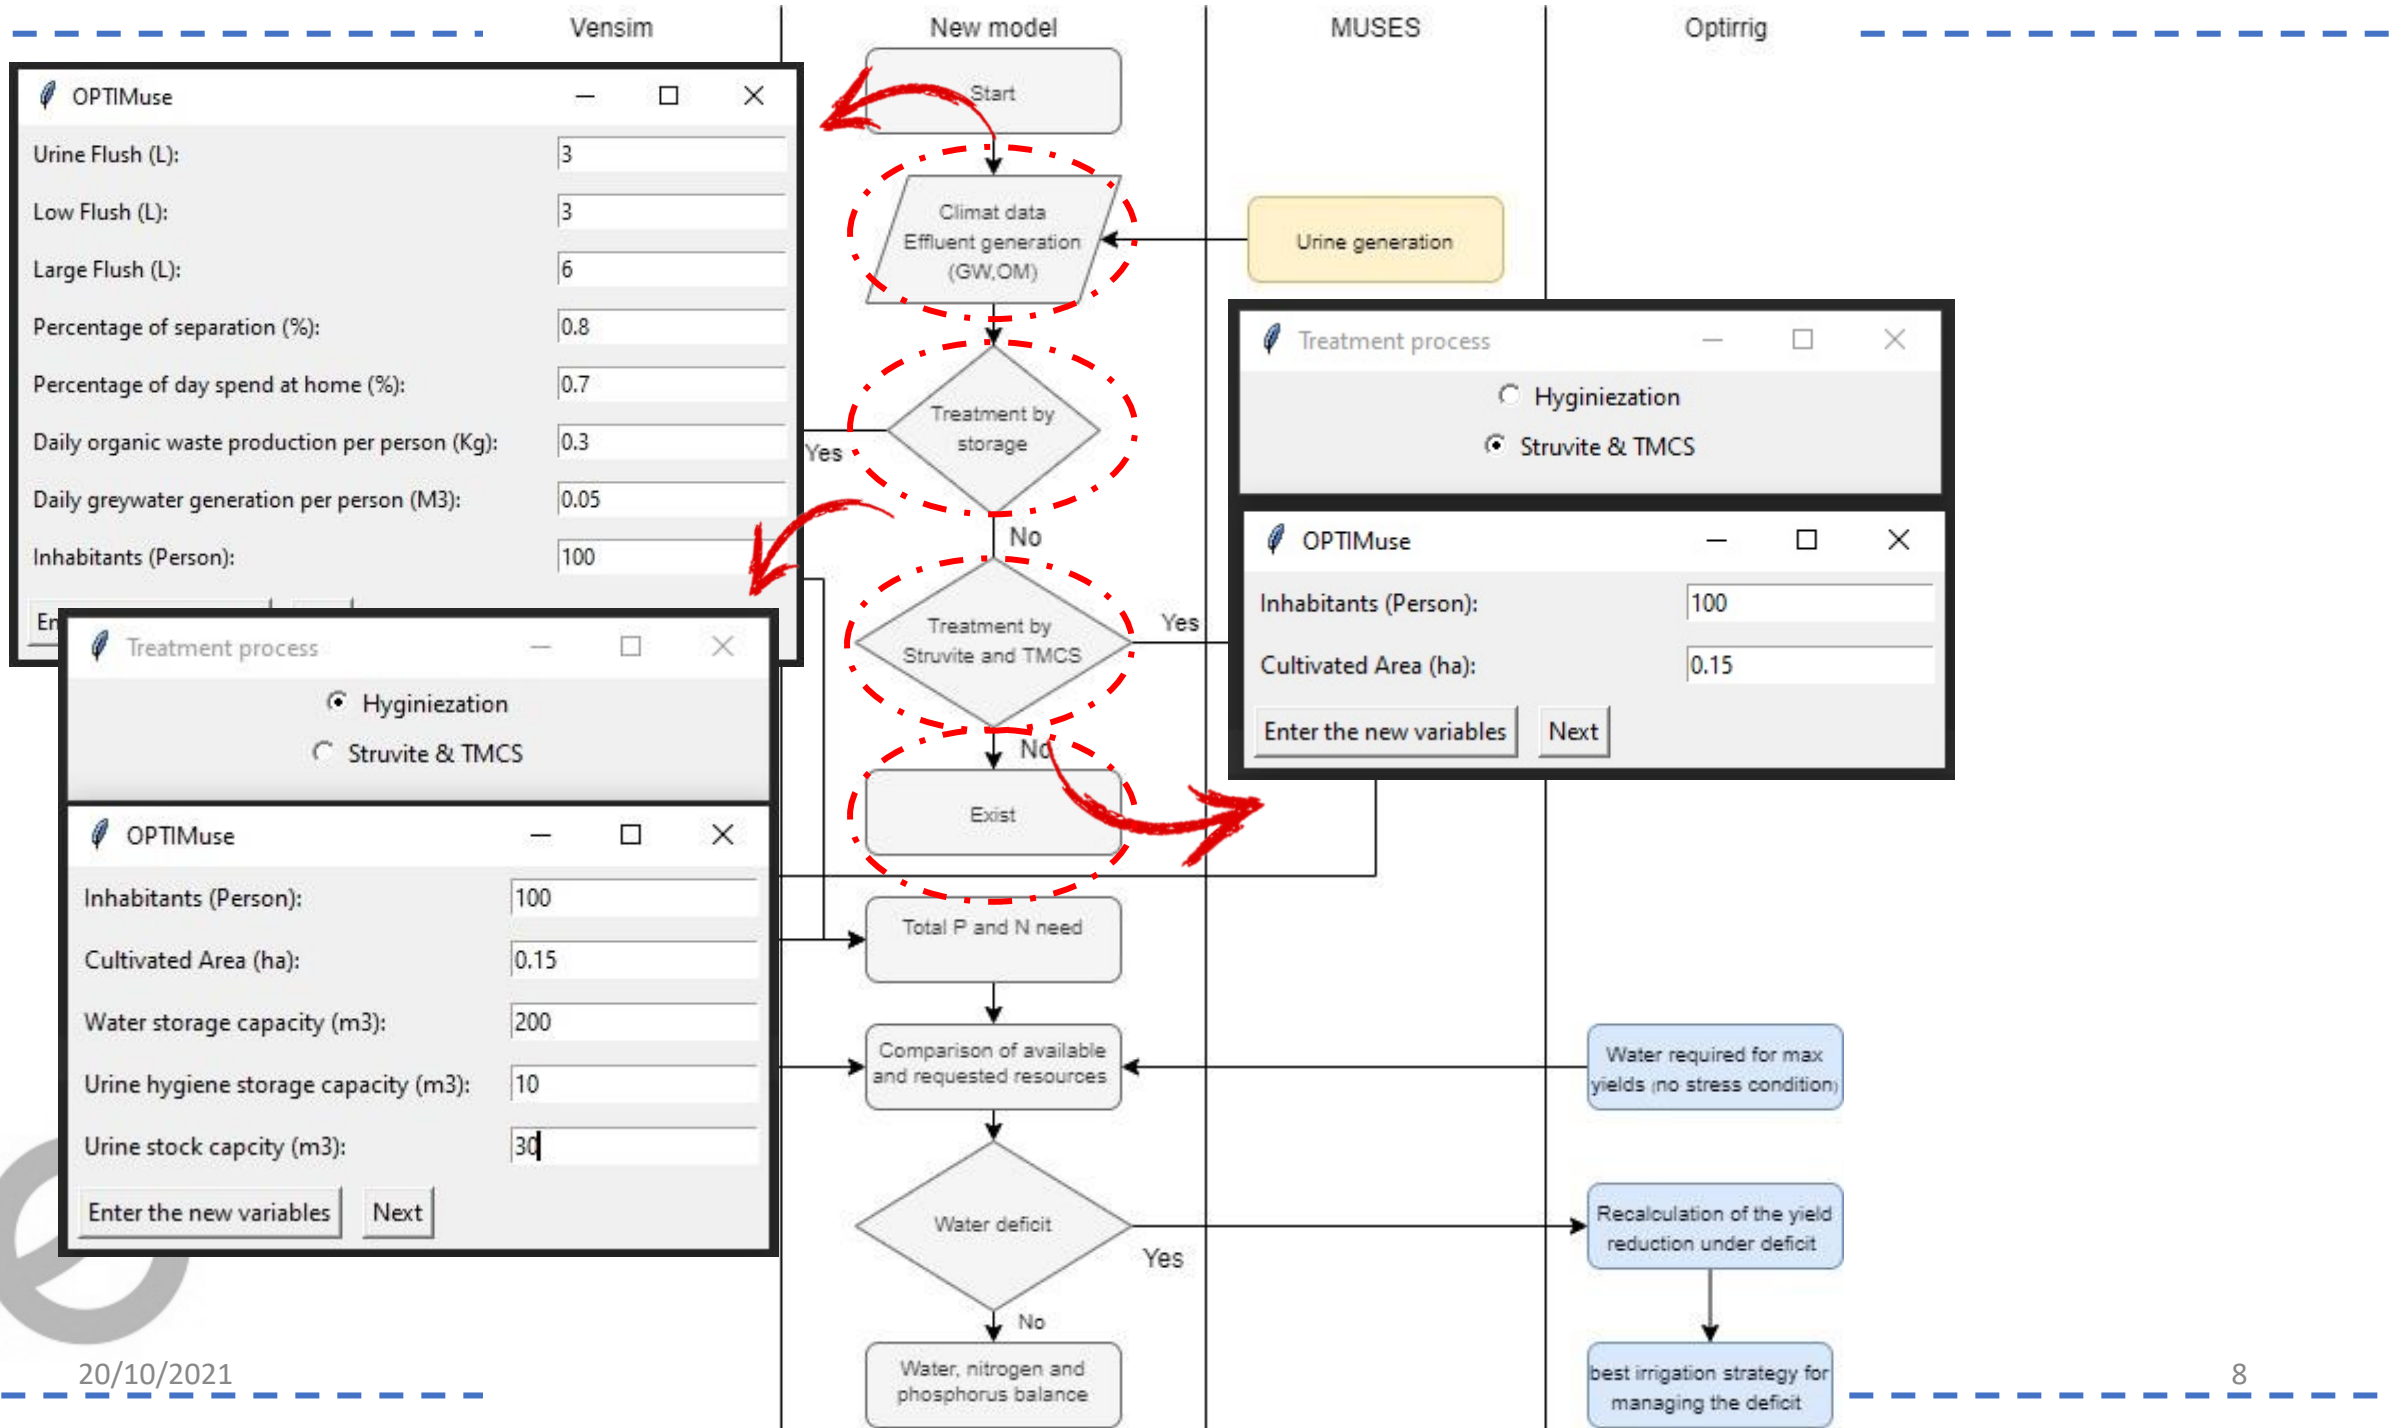 Vensim
New model
MUSES
Optirrig
OPTIMuse
Urine Flush (L):
3
Low Flush (L):
3
Large Flush (L):
6
Percentage of separation (%):
0.8
Percentage of day spend at home (%):
0.7
Daily organic waste production per person (Kg):
0.3
Daily greywater generation per person (M3):
0.05
Inhabitants (Person):
100
En
Treatment process
Hyginiezation
Struvite & TMCS
OPTIMuse
Inhabitants (Person):
100
Cultivated Area (ha):
0.15
Water storage capacity (m3):
200
Urine hygiene storage capacity (m3):
10
Urine stock capcity (m3):
30
Enter the new variables
Next
Start
Climat data
Effluent generation
(GW,OM)
Urine generation
Treatment by
storage
Yes
No
Treatment by
Struvite and TMCS
Yes
No
Exist
Treatment process
Hyginiezation
Struvite & TMCS
OPTIMuse
Inhabitants (Person):
100
Cultivated Area (ha):
0.15
Enter the new variables
Next
Total P and N need
Comparison of available
and requested resources
Water required for max
yields (no stress condition)
Water deficit
Yes
Recalculation of the yield
reduction under deficit
No
Water, nitrogen and
phosphorus balance
best irrigation strategy for
managing the deficit
20/10/2021
8